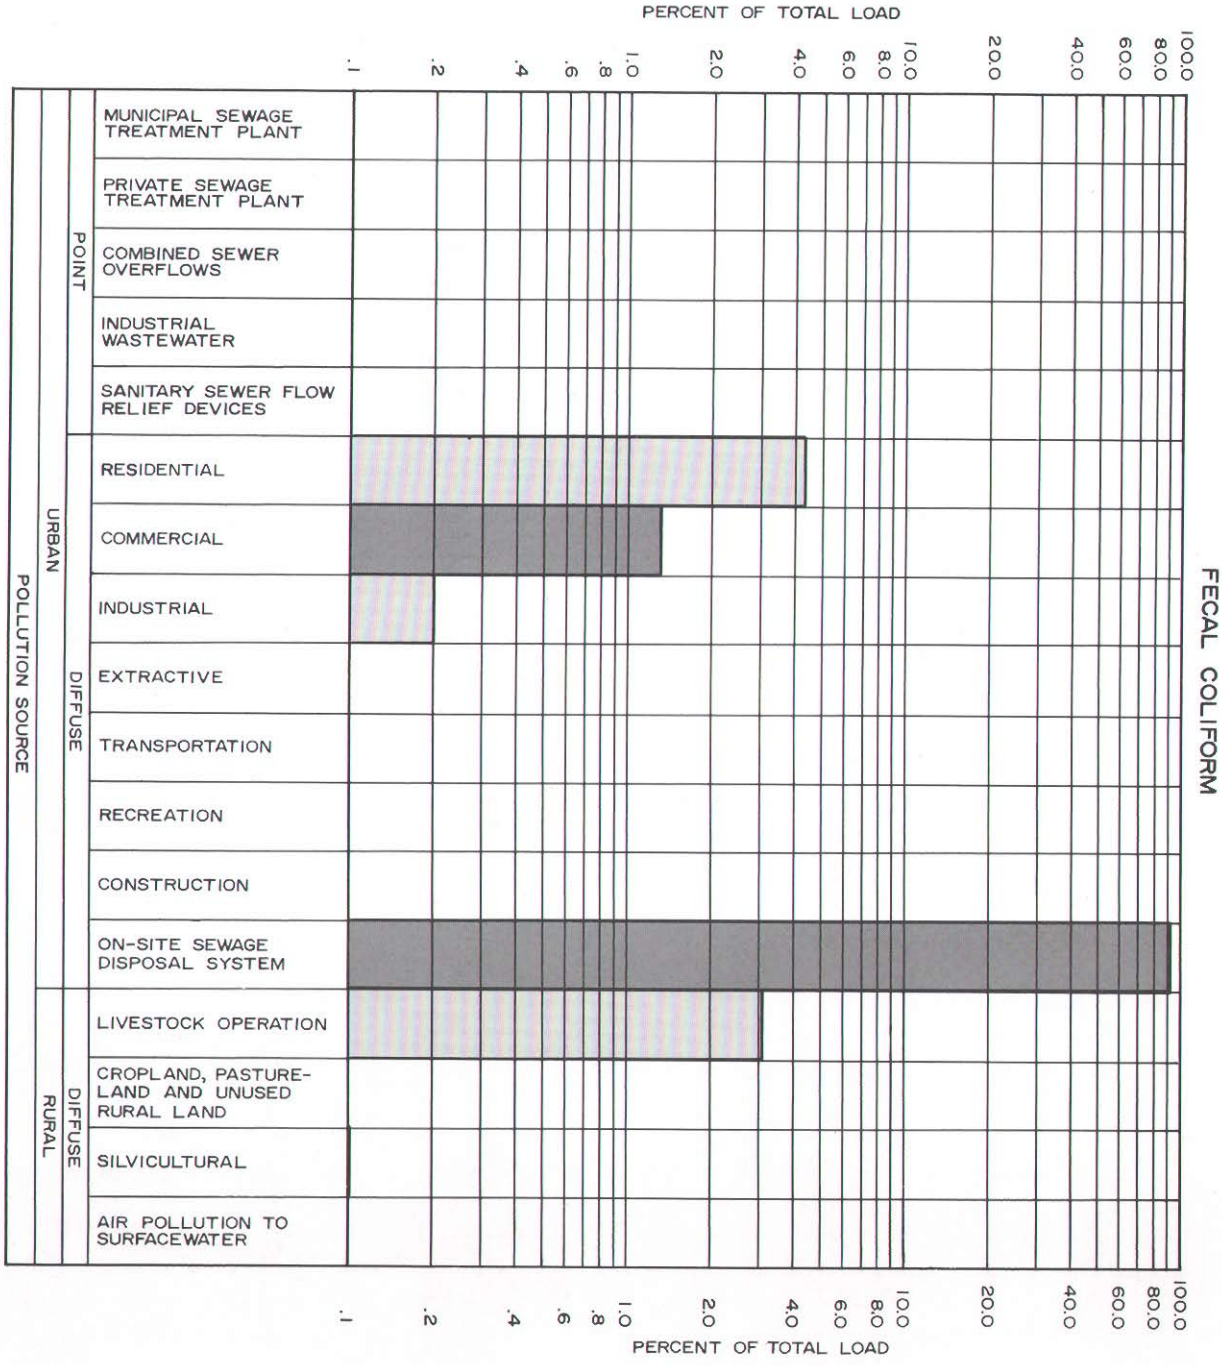 PERCENT OF TOTAL LOAD
.1 .2 .4 .6 .8 1.0 2.0 4.0 6.0 8.0 10.0 20.0 40.0 60.0 80.0 100.0
FECAL COLIFORM
POLLUTION SOURCE
URBAN
POINT
MUNICIPAL SEWAGE
TREATMENT PLANT
PRIVATE SEWAGE
TREATMENT PLANT
COMBINED SEWER
OVERFLOWS
INDUSTRIAL
WASTEWATER
SANITARY SEWER FLOW
RELIEF DEVICES
DIFFUSE
RESIDENTIAL
COMMERCIAL
INDUSTRIAL
EXTRACTIVE
TRANSPORTATION
RECREATION
CONSTRUCTION
ON-SITE SEWAGE
DISPOSAL SYSTEM
RURAL
DIFFUSE
LIVESTOCK OPERATION
CROPLAND, PASTURE-
LAND AND UNUSED
RURAL LAND
SILVICULTURAL
AIR POLLUTION TO
SURFACEWATER
.1 .2 .4 .6 .8 1.0 2.0 4.0 6.0 8.0 10.0 20.0 40.0 60.0 80.0 100.0
PERCENT OF TOTAL LOAD